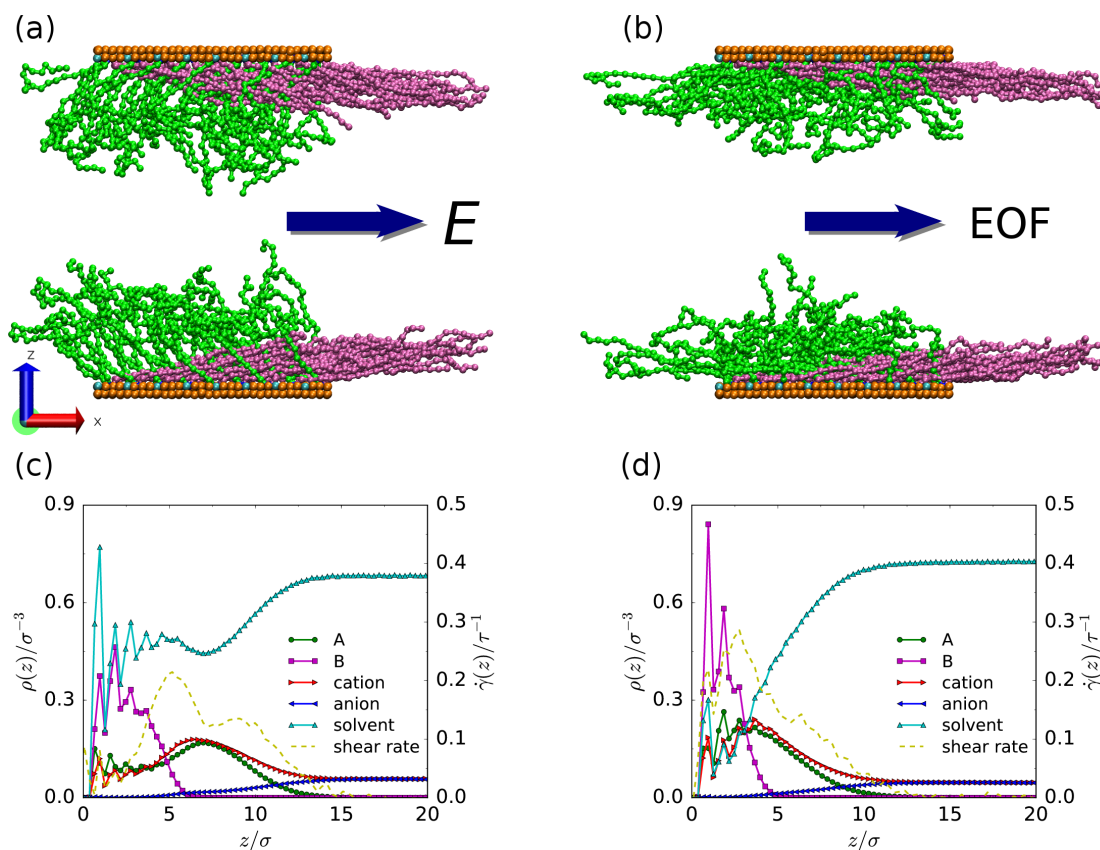 (a)
(b)
E
EOF
z
x
(c)
(d)
0.9
0.6
0.3
0.0
ρ(z)/σ⁻³
0.5
0.4
0.3
0.2
0.1
0.0
γ̇(z)/τ⁻¹
A
B
cation
anion
solvent
shear rate
0 5 10 15 20
z/σ
0.9
0.6
0.3
0.0
ρ(z)/σ⁻³
0.5
0.4
0.3
0.2
0.1
0.0
γ̇(z)/τ⁻¹
A
B
cation
anion
solvent
shear rate
0 5 10 15 20
z/σ